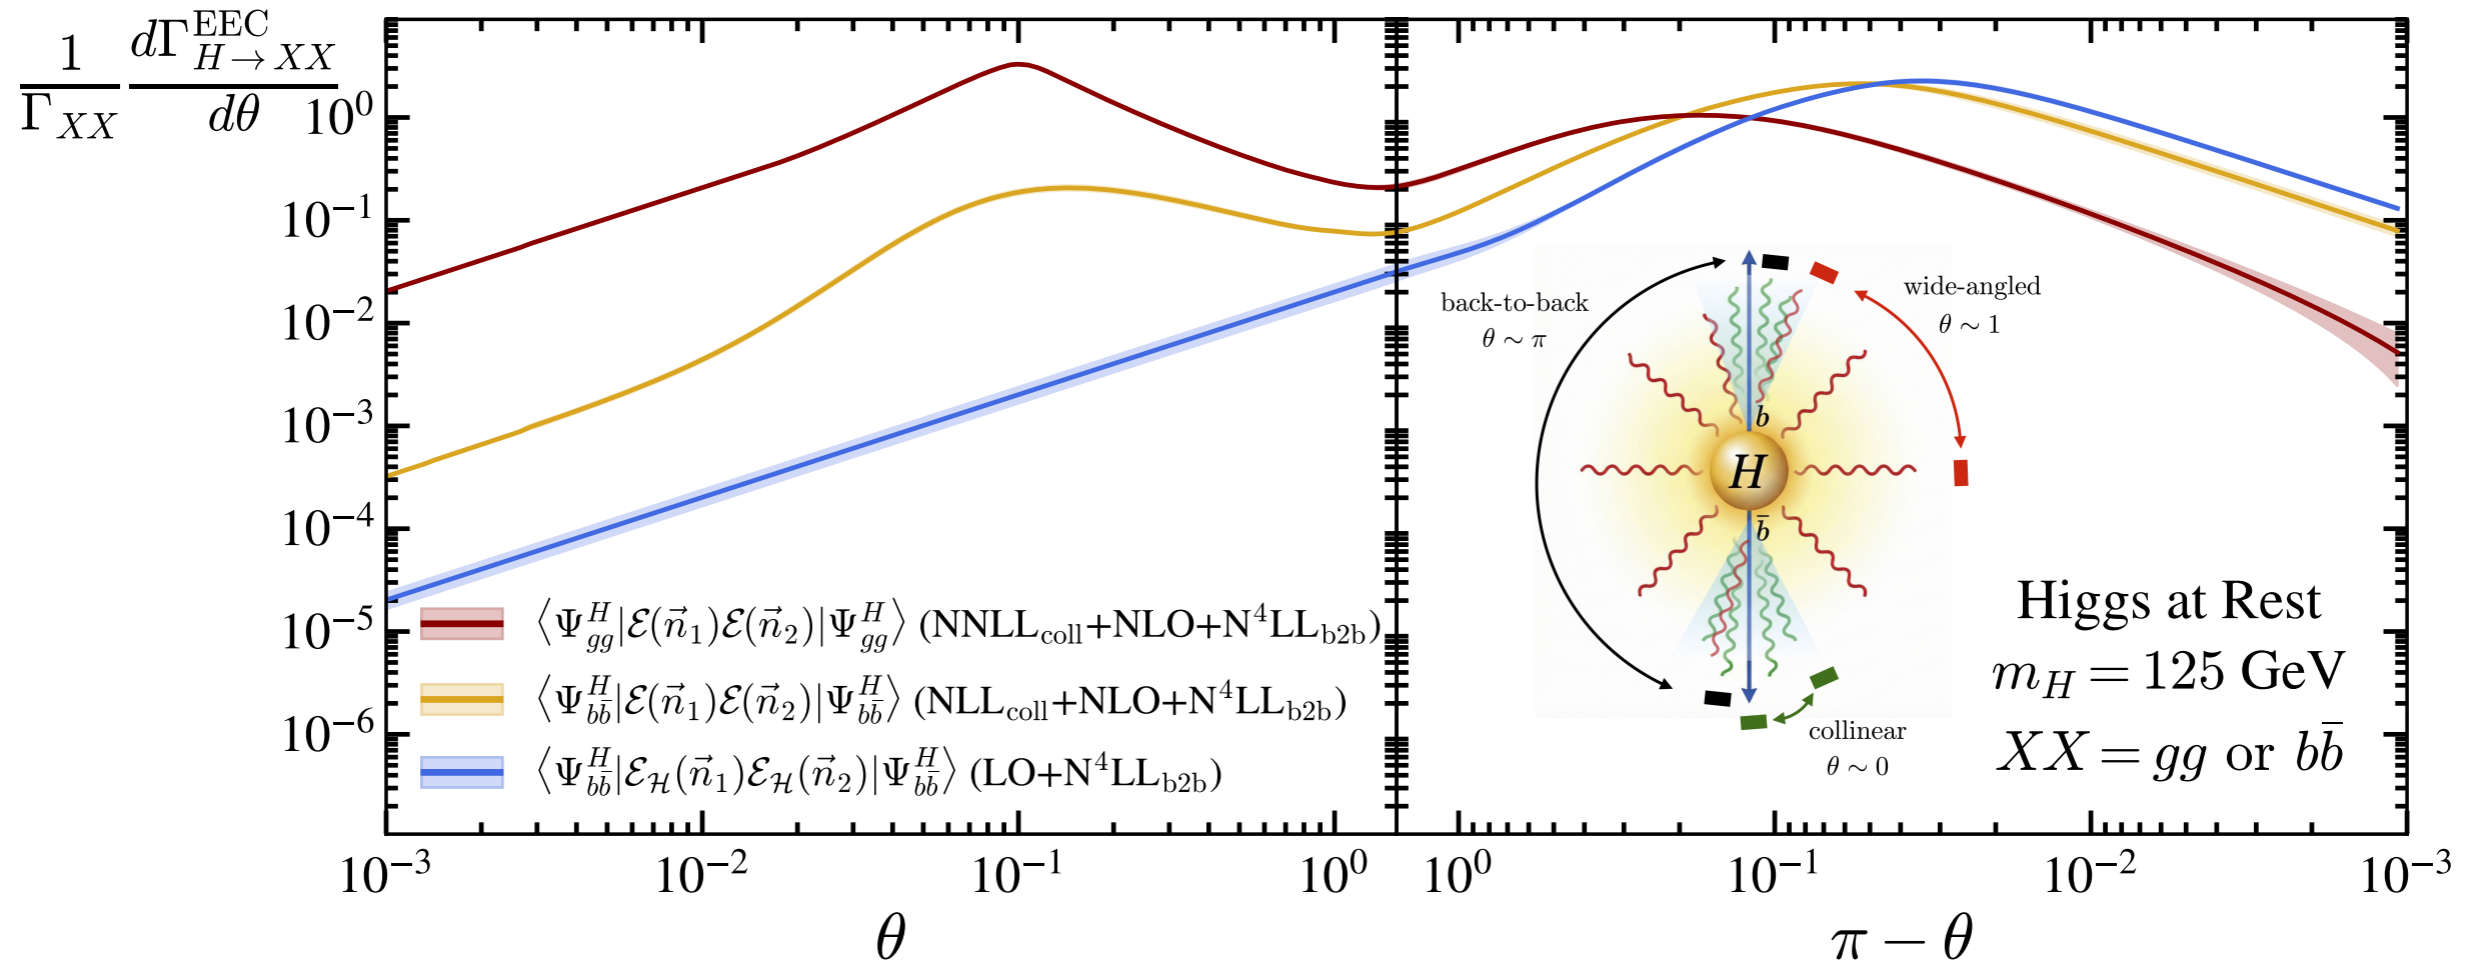 1/Γ_XX dΓ^EEC_H→XX/dθ
10^0
10^−1
10^−2
10^−3
10^−4
10^−5
10^−6
back-to-back
θ ∼ π
wide-angled
θ ∼ 1
b
H
b̄
collinear
θ ∼ 0
⟨Ψ^H_gg|ℰ(n⃗_1)ℰ(n⃗_2)|Ψ^H_gg⟩ (NNLL_coll+NLO+N^4LL_b2b)
⟨Ψ^H_bb̄|ℰ(n⃗_1)ℰ(n⃗_2)|Ψ^H_bb̄⟩ (NLL_coll+NLO+N^4LL_b2b)
⟨Ψ^H_bb̄|ℰ_ℋ(n⃗_1)ℰ_ℋ(n⃗_2)|Ψ^H_bb̄⟩ (LO+N^4LL_b2b)
Higgs at Rest
m_H = 125 GeV
XX = gg or bb̄
10^−3 10^−2 10^−1 10^0 10^0 10^−1 10^−2 10^−3
θ π − θ